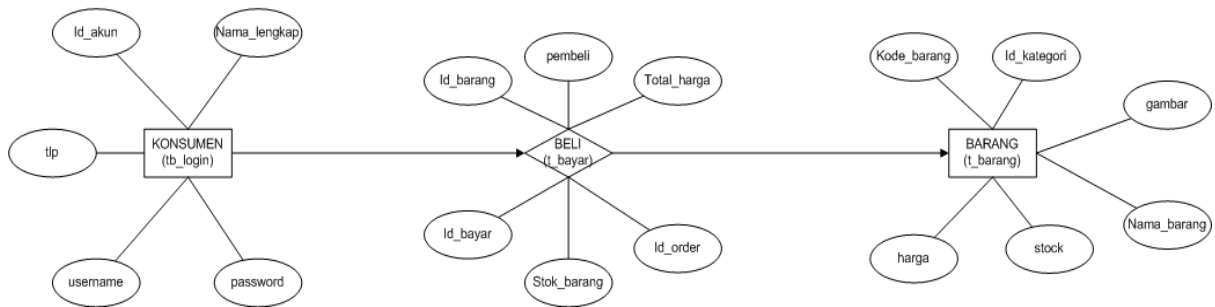 Id_akun
Nama_lengkap
tlp
KONSUMEN
(tb_login)
username
password
pembeli
Id_barang
Total_harga
BELI
(t_bayar)
Id_bayar
Stok_barang
Id_order
Kode_barang
Id_kategori
gambar
BARANG
(t_barang)
Nama_barang
harga
stock